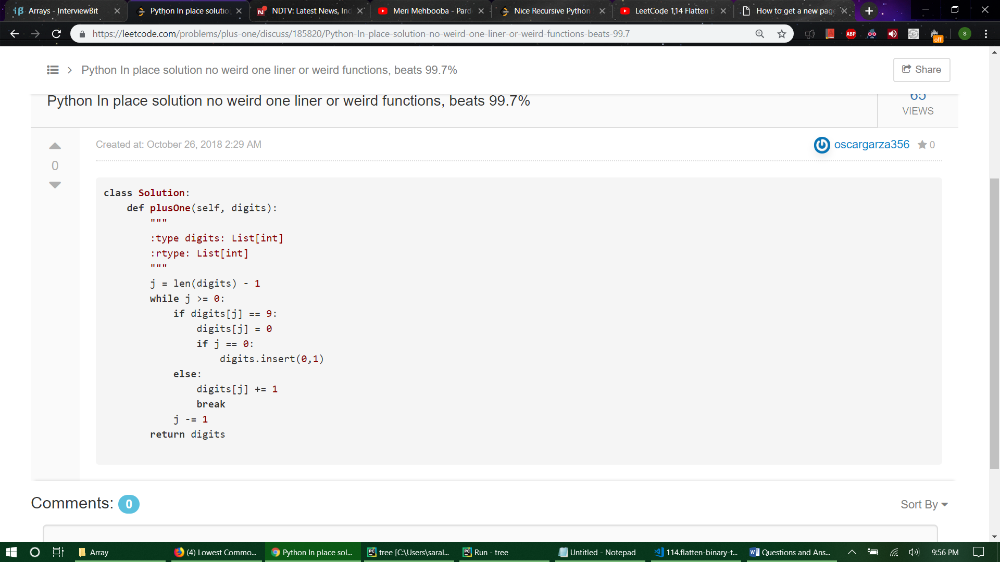 Arrays - InterviewBit
Python In place solutio
NDTV: Latest News, Ind
Meri Mehbooba - Pard
Nice Recursive Python
LeetCode 114 Flatten B
How to get a new page
https://leetcode.com/problems/plus-one/discuss/185820/Python-In-place-solution-no-weird-one-liner-or-weird-functions-beats-99.7
ABP
off
S
Python In place solution no weird one liner or weird functions, beats 99.7%
Share
Python In place solution no weird one liner or weird functions, beats 99.7%
65
VIEWS
0
Created at: October 26, 2018 2:29 AM
oscargarza356
0
class Solution:
    def plusOne(self, digits):
        """
        :type digits: List[int]
        :rtype: List[int]
        """
        j = len(digits) - 1
        while j >= 0:
            if digits[j] == 9:
                digits[j] = 0
                if j == 0:
                    digits.insert(0,1)
            else:
                digits[j] += 1
                break
            j -= 1
        return digits
Comments: 0
Sort By
Array
(4) Lowest Commo...
Python In place sol...
tree [C:\Users\saral...
Run - tree
Untitled - Notepad
114.flatten-binary-t...
Questions and Ans...
9:56 PM